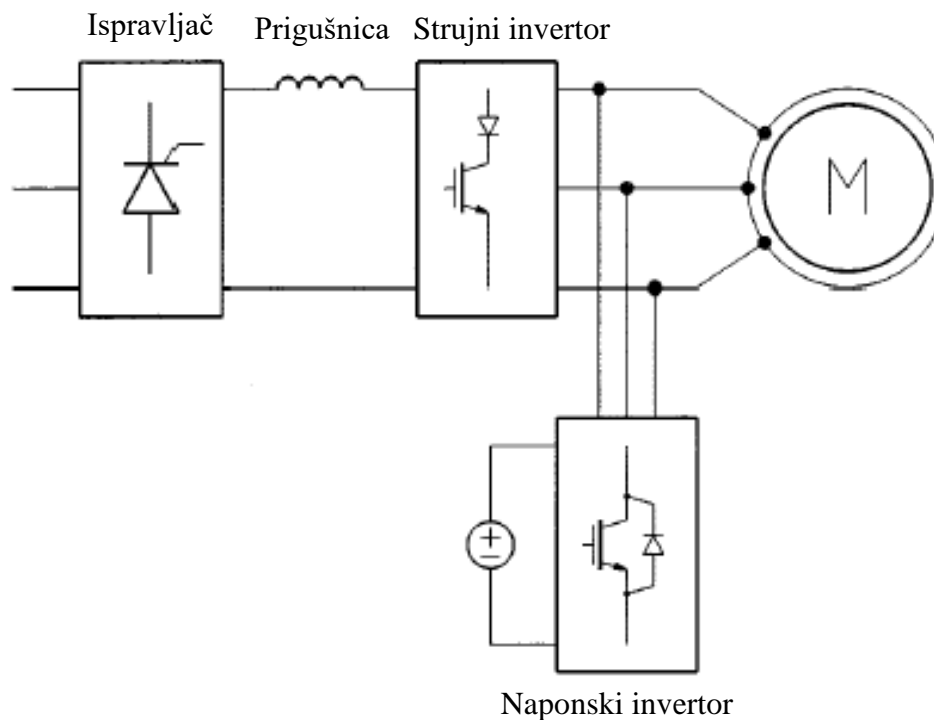 Ispravljač
Prigušnica
Strujni invertor
M
Naponski invertor